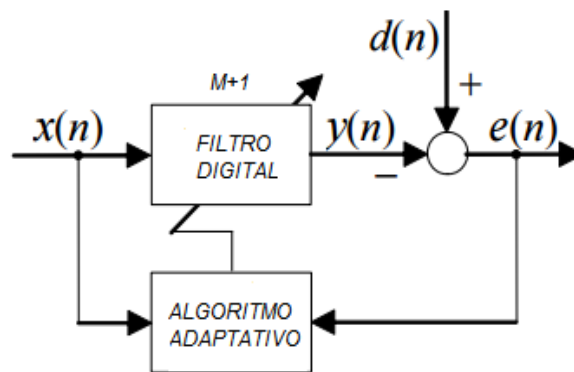 d(n)
M+1
+
x(n)
FILTRO
DIGITAL
y(n)
−
e(n)
ALGORITMO
ADAPTATIVO